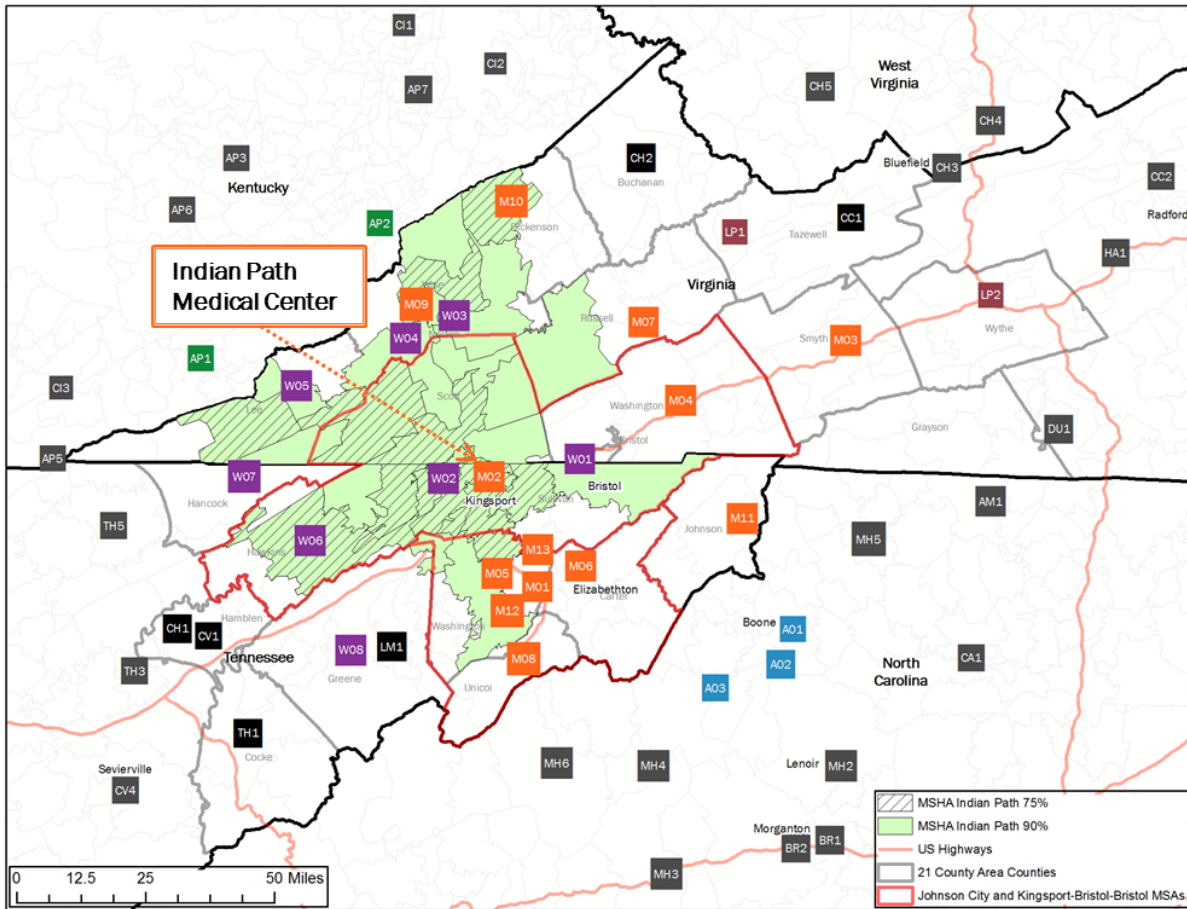 CI1
CI2
West
Virginia
AP7
CH5
CH4
AP3
CH2
Buchanan
Bluefield
CH3
CC2
Kentucky
AP6
M10
Dickenson
AP2
LP1
CC1
Tazewell
Radford
HA1
Indian Path
Medical Center
Wise
M09
W03
Virginia
LP2
Russell
M07
W04
M03
Smyth
Wythe
AP1
CI3
W05
Lee
Scott
Washington
M04
Grayson
DU1
Bristol
AP5
W01
W07
W02
M02
Bristol
Hancock
Kingsport
Sullivan
AM1
TH5
Johnson
M11
W06
Hawkins
MH5
M13
M05
M06
M01
Elizabethton
Carter
Hamblen
M12
CH1
CV1
Washington
Boone
A01
W08
LM1
Tennessee
TH3
Greene
M08
A02
North
Carolina
CA1
Unicoi
A03
TH1
Cocke
Sevierville
CV4
MH6
MH4
Lenoir
MH2
Morganton
BR2
BR1
MH3
MSHA Indian Path 75%
MSHA Indian Path 90%
US Highways
21 County Area Counties
Johnson City and Kingsport-Bristol-Bristol MSAs
0 12.5 25 50 Miles